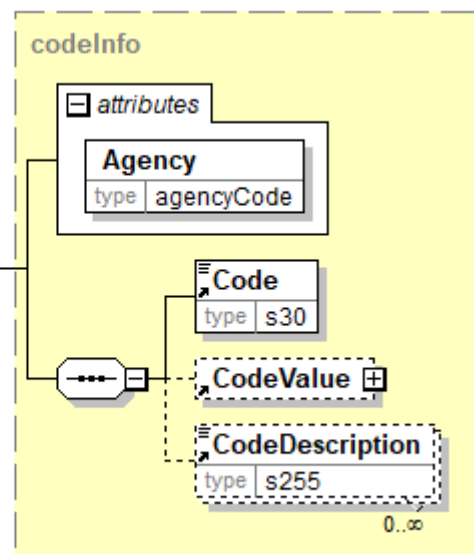 codeInfo
attributes
Agency
type agencyCode
Code
type s30
CodeValue
CodeDescription
type s255
0..∞